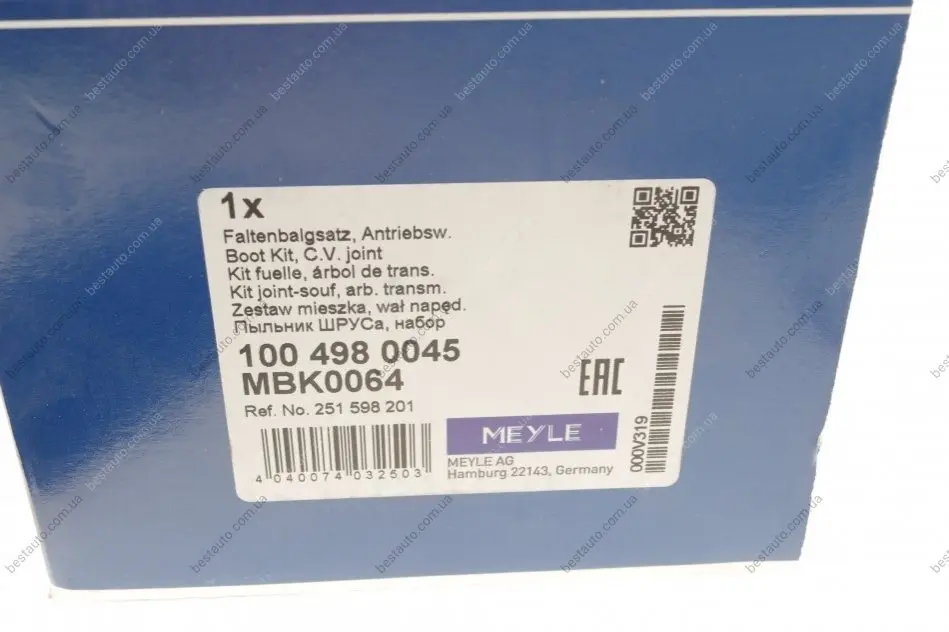 1x
Faltenbalgsatz, Antriebsw.
Boot Kit, C.V. joint
Kit fuelle, árbol de trans.
Kit joint-souf, arb. transm.
Zestaw mieszka, wał napęd.
Пыльник ШРУСа, набор
100 498 0045
MBK0064
Ref. No. 251 598 201
EAC
4 040074 032503
MEYLE
MEYLE AG
Hamburg 22143, Germany
000V319
bestauto.com.ua